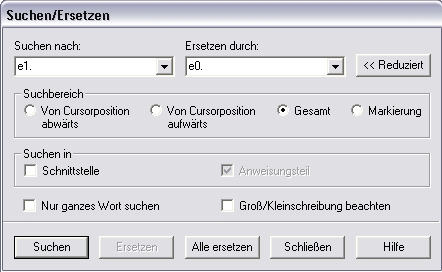 Suchen/Ersetzen
Suchen nach: Ersetzen durch:
e1. e0. << Reduziert
Suchbereich
Von Cursorposition abwärts Von Cursorposition aufwärts Gesamt Markierung
Suchen in
Schnittstelle Anweisungsteil
Nur ganzes Wort suchen Groß/Kleinschreibung beachten
Suchen Ersetzen Alle ersetzen Schließen Hilfe